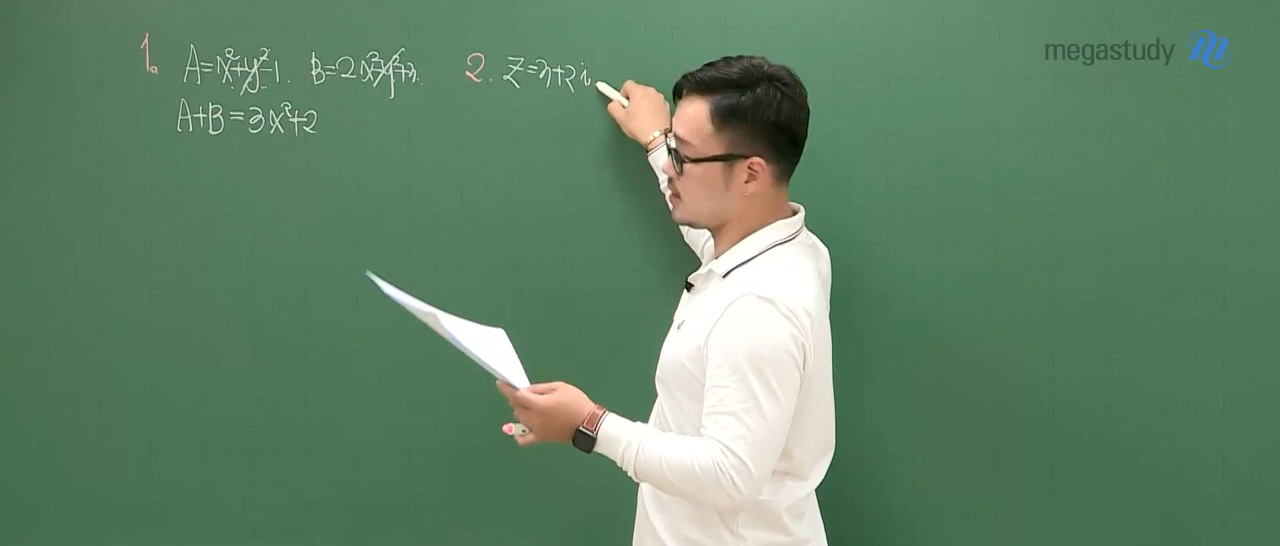 megastudy
1. A=x²+y²-1. B=2x²-y²+3.
A+B=3x²+2
2. Z=3+2i